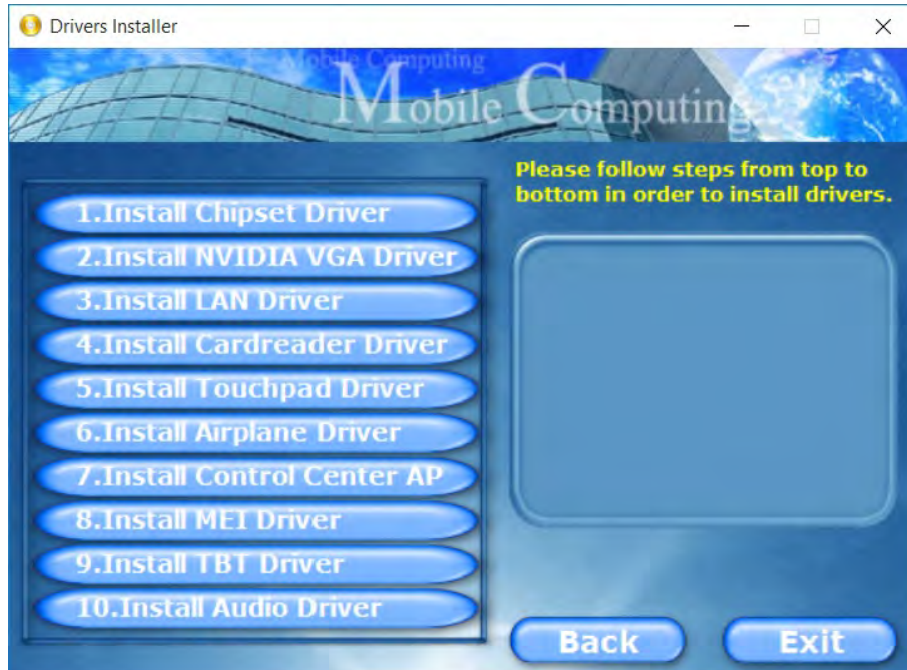 Drivers Installer
Mobile Computing
Mobile Computing
Please follow steps from top to
bottom in order to install drivers.
1.Install Chipset Driver
2.Install NVIDIA VGA Driver
3.Install LAN Driver
4.Install Cardreader Driver
5.Install Touchpad Driver
6.Install Airplane Driver
7.Install Control Center AP
8.Install MEI Driver
9.Install TBT Driver
10.Install Audio Driver
Back
Exit